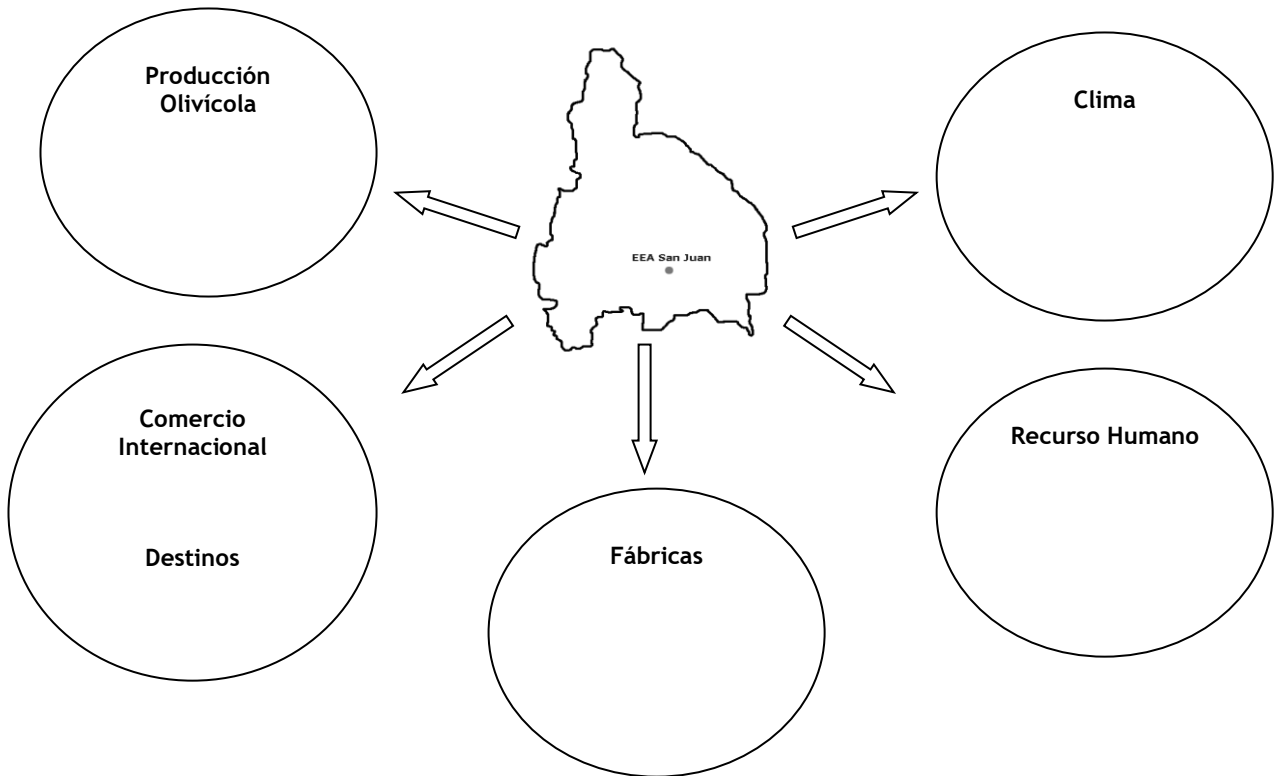 Producción
Olivícola
Clima
EEA San Juan
Comercio
Internacional
Destinos
Recurso Humano
Fábricas